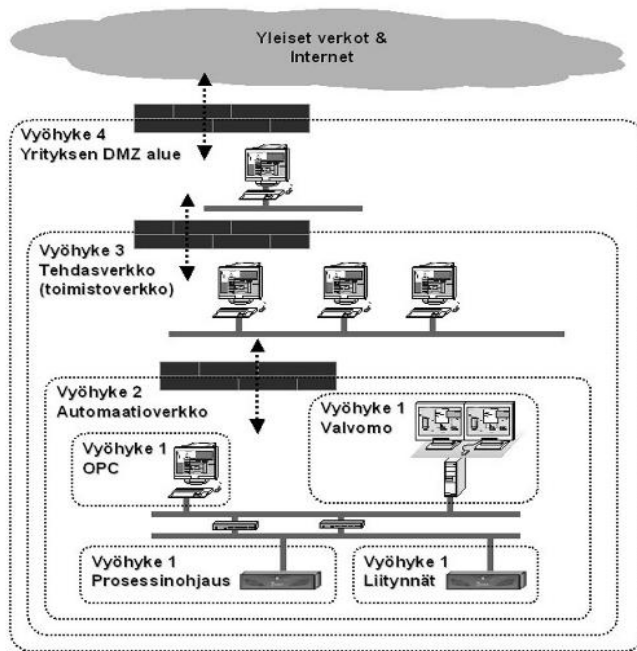 Yleiset verkot &
Internet
Vyöhyke 4
Yrityksen DMZ alue
Vyöhyke 3
Tehdasverkko
(toimistoverkko)
Vyöhyke 2
Automaatioverkko
Vyöhyke 1
Valvomo
Vyöhyke 1
OPC
Vyöhyke 1
Prosessinohjaus
Vyöhyke 1
Liitynnät